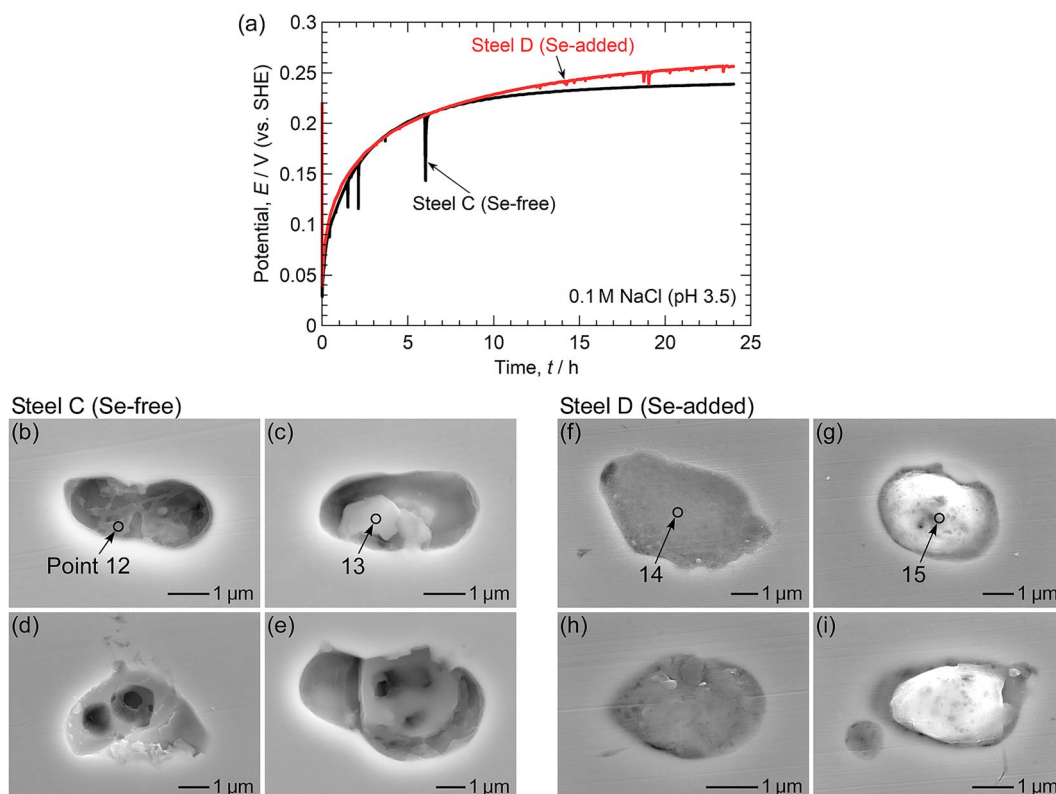 (a)
0.3
0.25
0.2
0.15
0.1
0.05
0
Potential, E / V (vs. SHE)
Steel D (Se-added)
Steel C (Se-free)
0.1 M NaCl (pH 3.5)
0 5 10 15 20 25
Time, t / h
Steel C (Se-free)
Steel D (Se-added)
(b)
Point 12
1 µm
(c)
13
1 µm
(f)
14
1 µm
(g)
15
1 µm
(d)
1 µm
(e)
1 µm
(h)
1 µm
(i)
1 µm